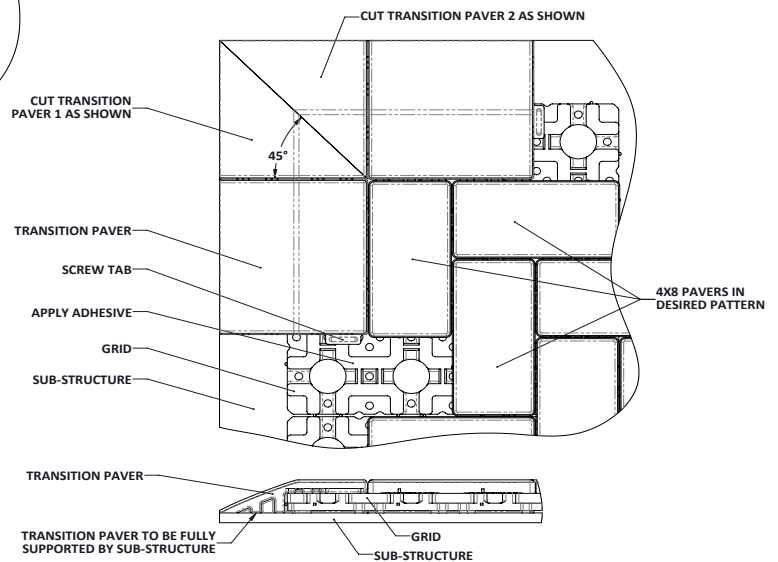 CUT TRANSITION PAVER 2 AS SHOWN
CUT TRANSITION
PAVER 1 AS SHOWN
45°
TRANSITION PAVER
SCREW TAB
APPLY ADHESIVE
GRID
SUB-STRUCTURE
4X8 PAVERS IN
DESIRED PATTERN
TRANSITION PAVER
TRANSITION PAVER TO BE FULLY
SUPPORTED BY SUB-STRUCTURE
GRID
SUB-STRUCTURE